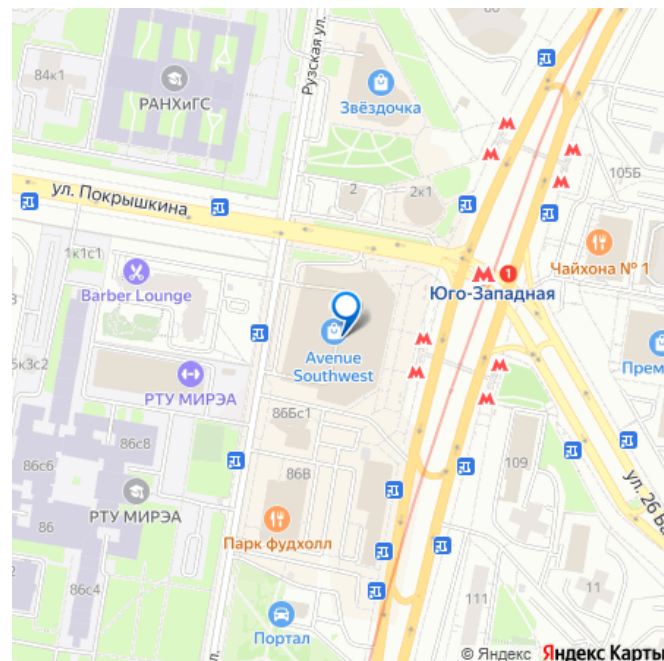 84к1
РАНХиГС
Рузская ул.
Звёздочка
105Б
ул. Покрышкина
2
2к1
Чайхона № 1
1к1с1
Barber Lounge
1
Юго-Западная
Avenue
Southwest
РТУ МИРЭА
86Бс1
86с8
86с6
86В
109
РТУ МИРЭА
86
Парк фудхолл
86с4
11
111
Портал
© Яндекс Яндекс Карты